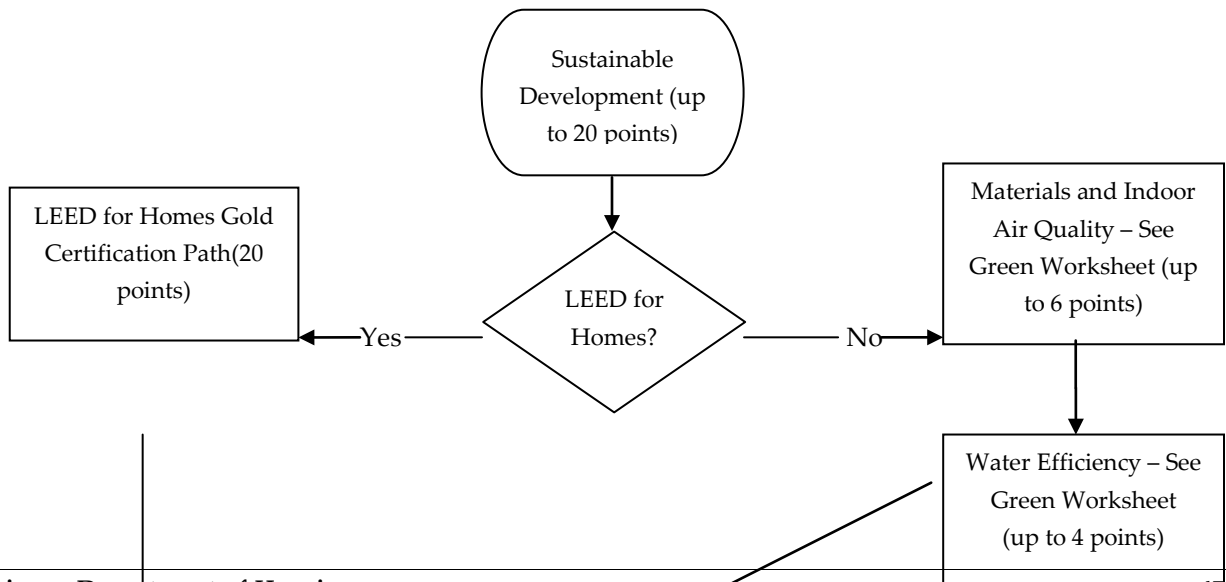 Sustainable
Development (up
to 20 points)
LEED for Homes Gold
Certification Path(20
points)
Materials and Indoor
Air Quality – See
Green Worksheet (up
to 6 points)
LEED for
Homes?
Yes
No
Water Efficiency – See
Green Worksheet
(up to 4 points)